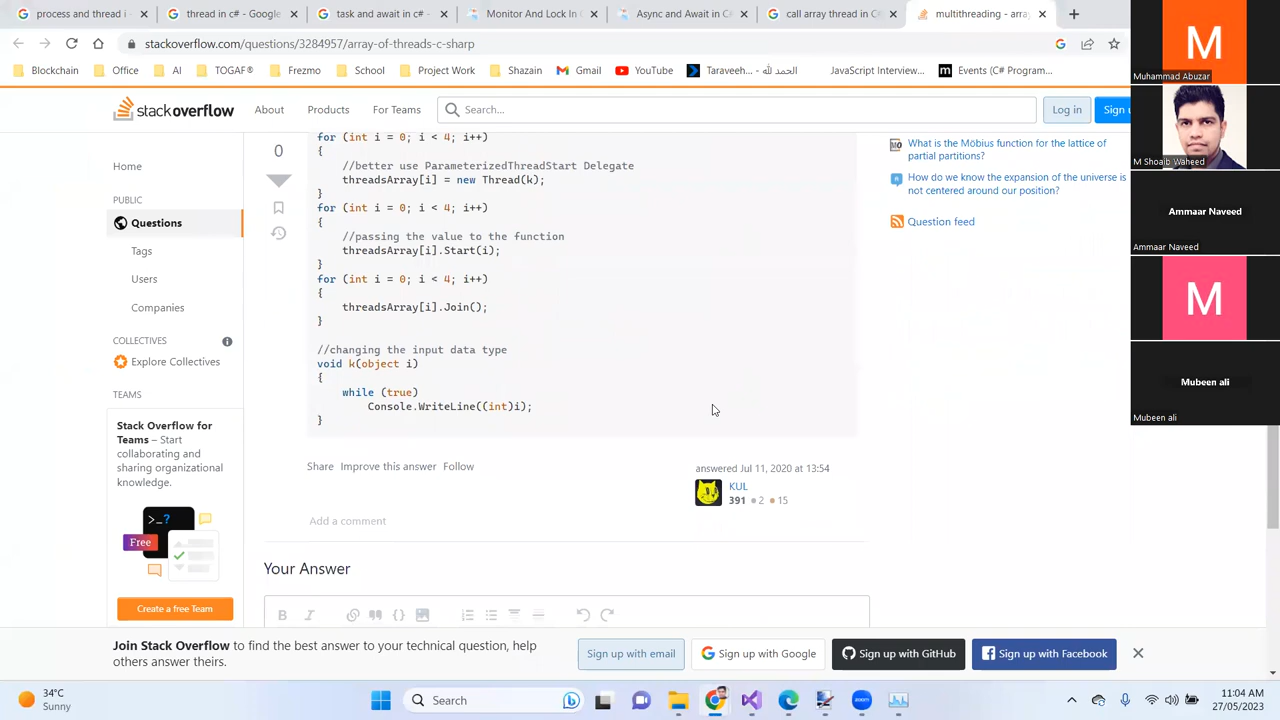 process and thread in C# - Google
thread in c# - Google
task and await in c# -
Monitor And Lock In C
Async and Await in C#
call array thread in C#
multithreading - array
stackoverflow.com/questions/3284957/array-of-threads-c-sharp
Blockchain
Office
AI
TOGAF®
Frezmo
School
Project Work
Shazain
Gmail
YouTube
Taraveeh... الحمد لله
JavaScript Interview...
Events (C# Program...
stackoverflow
About
Products
For Teams
Search...
Log in
Sign u
Home
PUBLIC
Questions
Tags
Users
Companies
COLLECTIVES
Explore Collectives
TEAMS
Stack Overflow for
Teams – Start
collaborating and
sharing organizational
knowledge.
Free
Create a free Team
0
for (int i = 0; i < 4; i++)
{
//better use ParameterizedThreadStart Delegate
threadsArray[i] = new Thread(k);
}
for (int i = 0; i < 4; i++)
{
//passing the value to the function
threadsArray[i].Start(i);
}
for (int i = 0; i < 4; i++)
{
threadsArray[i].Join();
}
//changing the input data type
void k(object i)
{
while (true)
Console.WriteLine((int)i);
}
Share Improve this answer Follow
answered Jul 11, 2020 at 13:54
KUL
391 2 15
Add a comment
Your Answer
B I
What is the Möbius function for the lattice of
partial partitions?
How do we know the expansion of the universe is
not centered around our position?
Question feed
M
Muhammad Abuzar
M Shoaib Waheed
Ammaar Naveed
Ammaar Naveed
M
Mubeen ali
Mubeen ali
Join Stack Overflow to find the best answer to your technical question, help
others answer theirs.
Sign up with email
Sign up with Google
Sign up with GitHub
Sign up with Facebook
34°C
Sunny
Search
11:04 AM
27/05/2023